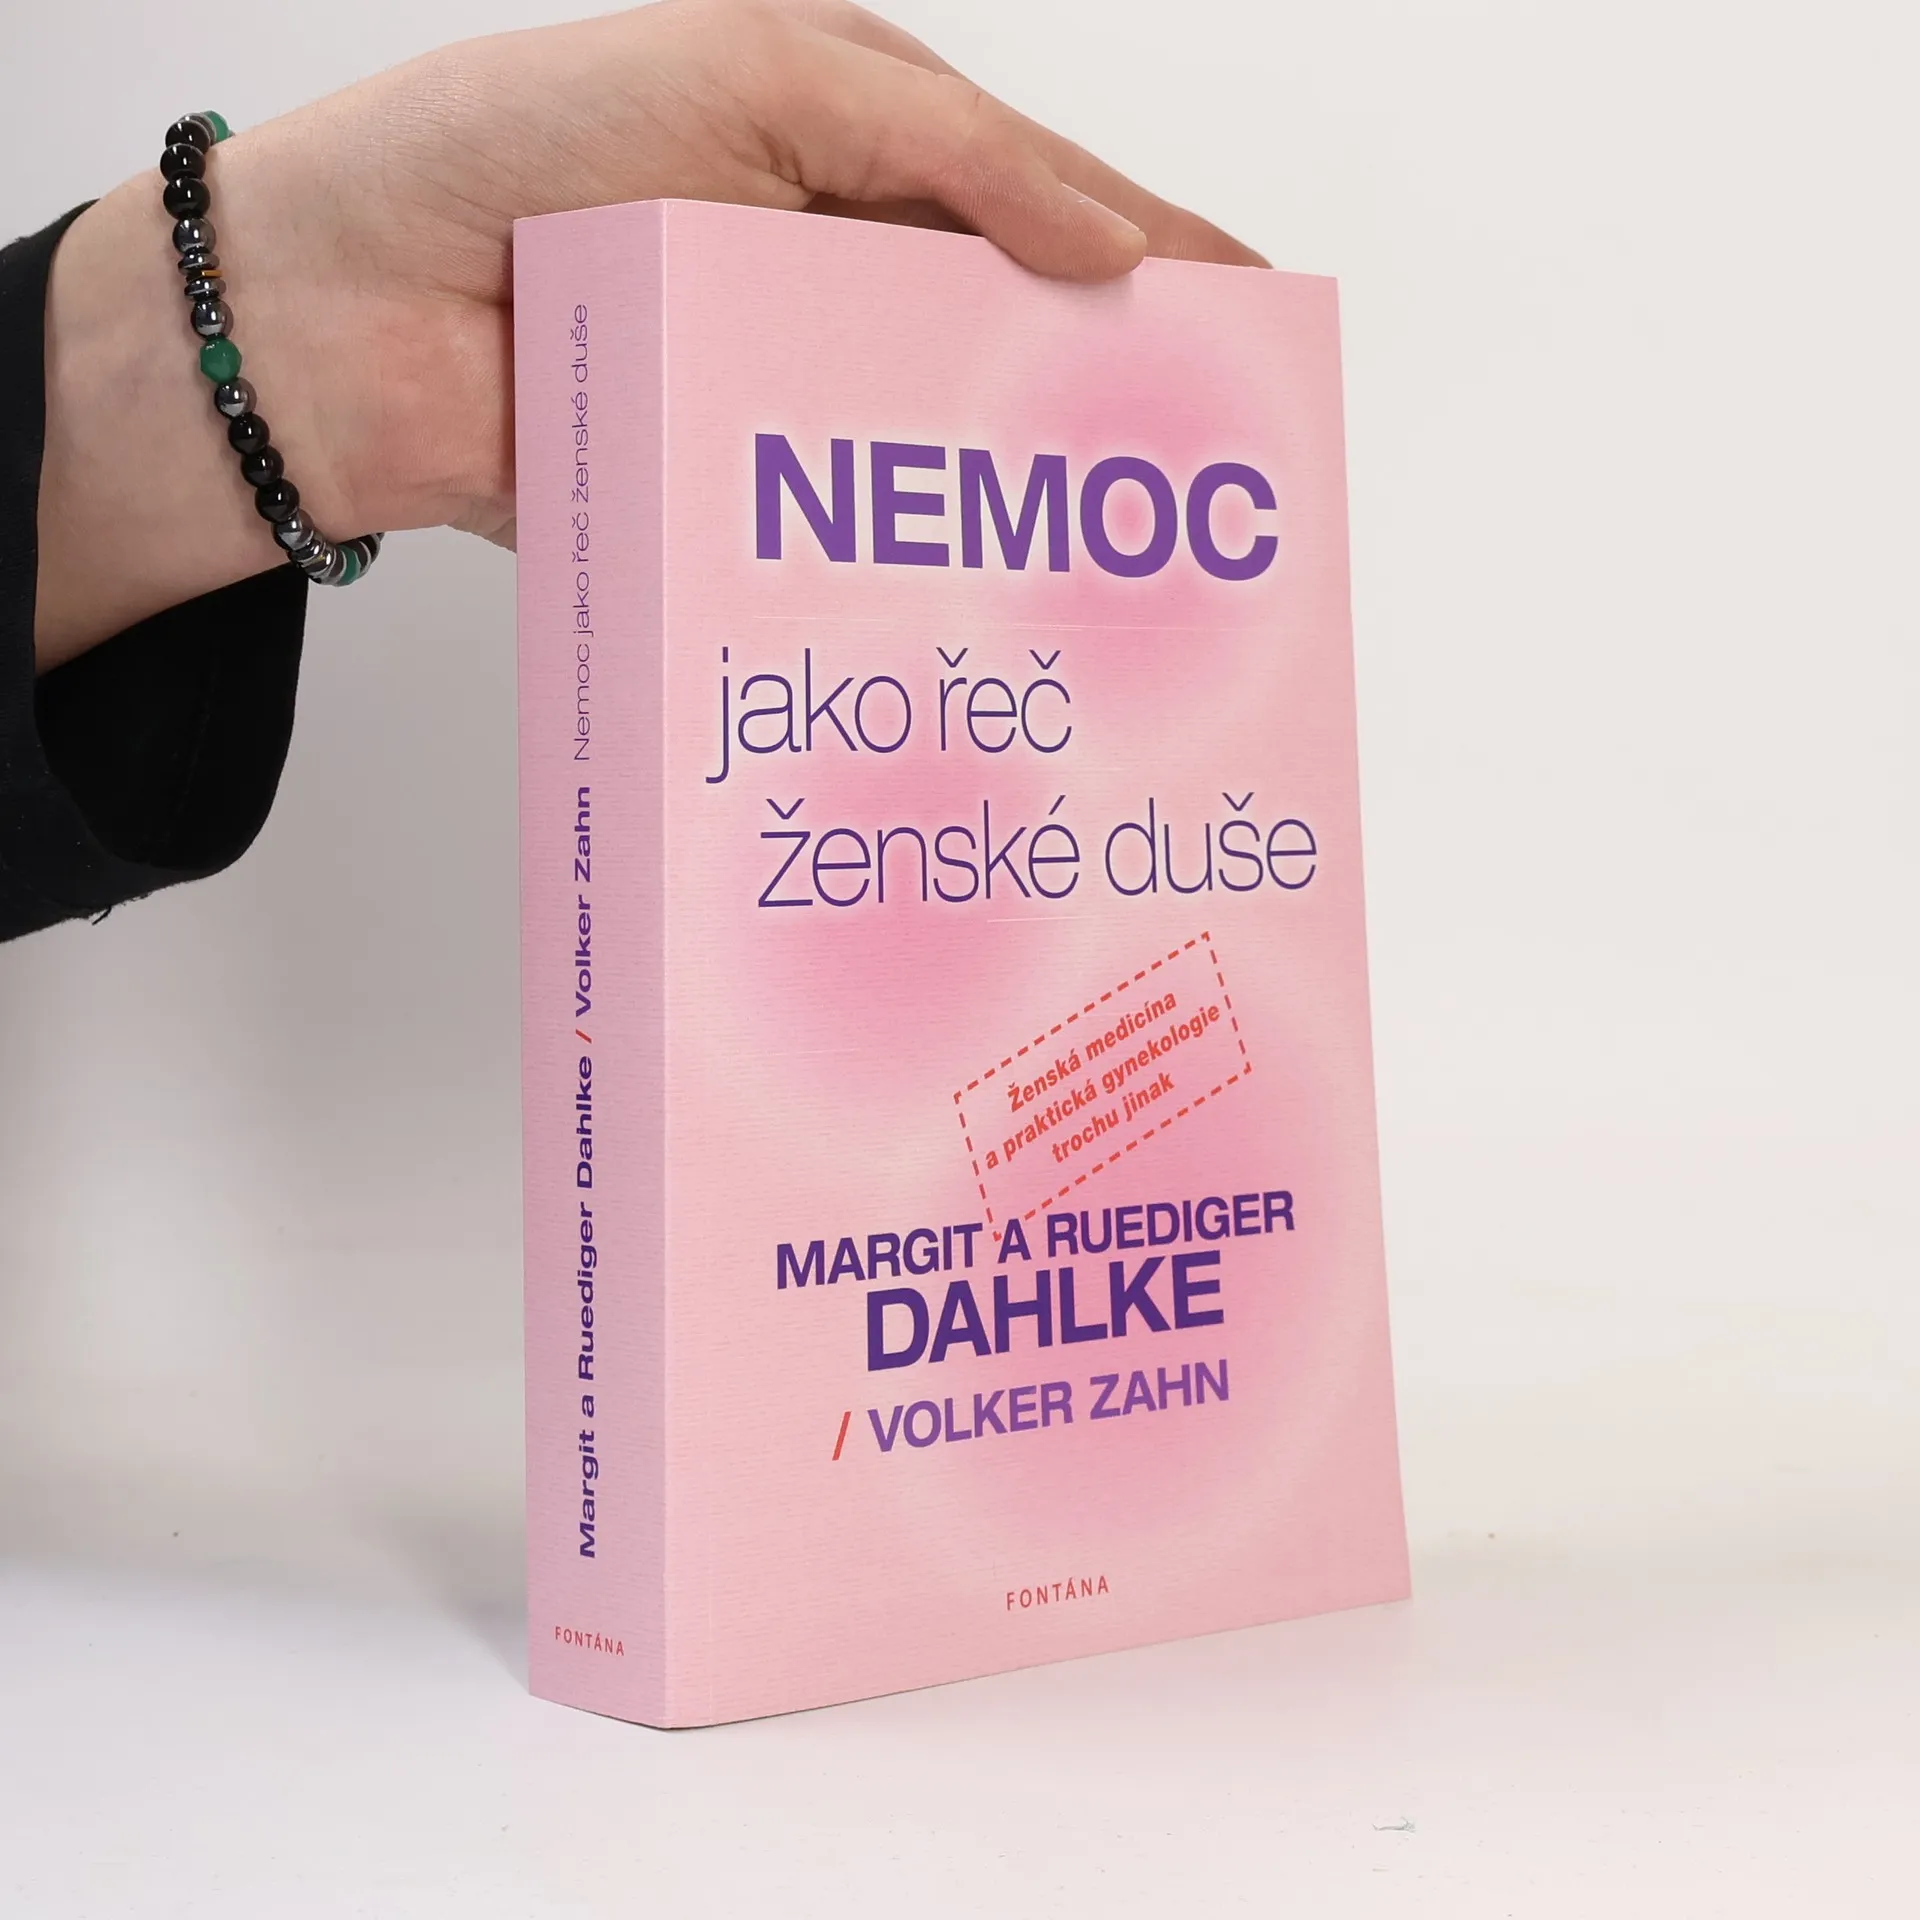 Margit a Ruediger Dahlke / Volker Zahn Nemoc jako řeč ženské duše
FONTÁNA
NEMOC
jako řeč
ženské duše
Ženská medicína
a praktická gynekologie
trochu jinak
MARGIT A RUEDIGER
DAHLKE
/ VOLKER ZAHN
FONTÁNA